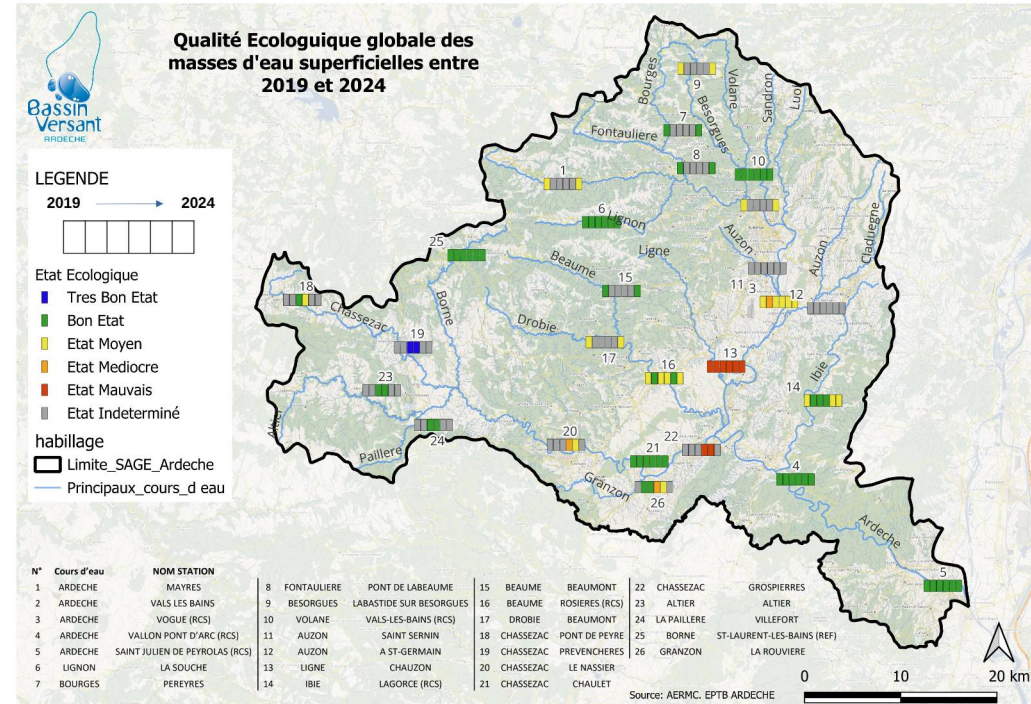 Bassin
Versant
ARDECHE
Qualité Ecologuique globale des
masses d'eau superficielles entre
2019 et 2024
LEGENDE
2019 2024
Etat Ecologique
Tres Bon Etat
Bon Etat
Etat Moyen
Etat Mediocre
Etat Mauvais
Etat Indeterminé
habillage
Limite_SAGE_Ardeche
Principaux_cours_d eau
Bourges
9
Volane
Sandron
Luol
Besorgues
7
Fontauliere
8
10
1
6
Lignon
25
Ligne
Auzon
Auzon
Claduegne
Beaume
15
11
3
12
18
Chassezac
Borne
Drobie
19
17
16
13
Ibie
14
23
Altier
24
Paillere
20
21
22
Granzon
26
4
Ardeche
5
N° Cours d'eau NOM STATION
1 ARDECHE MAYRES
2 ARDECHE VALS LES BAINS
3 ARDECHE VOGUE (RCS)
4 ARDECHE VALLON PONT D'ARC (RCS)
5 ARDECHE SAINT JULIEN DE PEYROLAS (RCS)
6 LIGNON LA SOUCHE
7 BOURGES PEREYRES
8 FONTAULIERE PONT DE LABEAUME
9 BESORGUES LABASTIDE SUR BESORGUES
10 VOLANE VALS-LES-BAINS (RCS)
11 AUZON SAINT SERNIN
12 AUZON A ST-GERMAIN
13 LIGNE CHAUZON
14 IBIE LAGORCE (RCS)
15 BEAUME BEAUMONT
16 BEAUME ROSIERES (RCS)
17 DROBIE BEAUMONT
18 CHASSEZAC PONT DE PEYRE
19 CHASSEZAC PREVENCHERES
20 CHASSEZAC LE NASSIER
21 CHASSEZAC CHAULET
22 CHASSEZAC GROSPIERRES
23 ALTIER ALTIER
24 LA PAILLERE VILLEFORT
25 BORNE ST-LAURENT-LES-BAINS (REF)
26 GRANZON LA ROUVIERE
Source: AERMC. EPTB ARDECHE
0 10 20 km